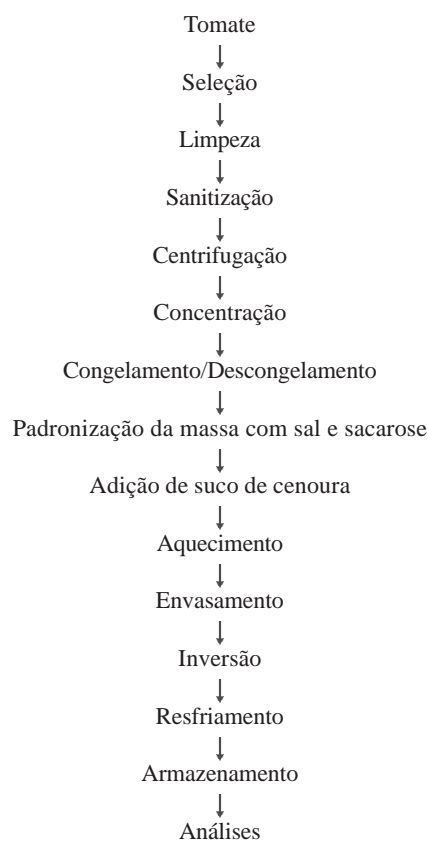 Tomate
Seleção
Limpeza
Sanitização
Centrifugação
Concentração
Congelamento/Descongelamento
Padronização da massa com sal e sacarose
Adição de suco de cenoura
Aquecimento
Envasamento
Inversão
Resfriamento
Armazenamento
Análises